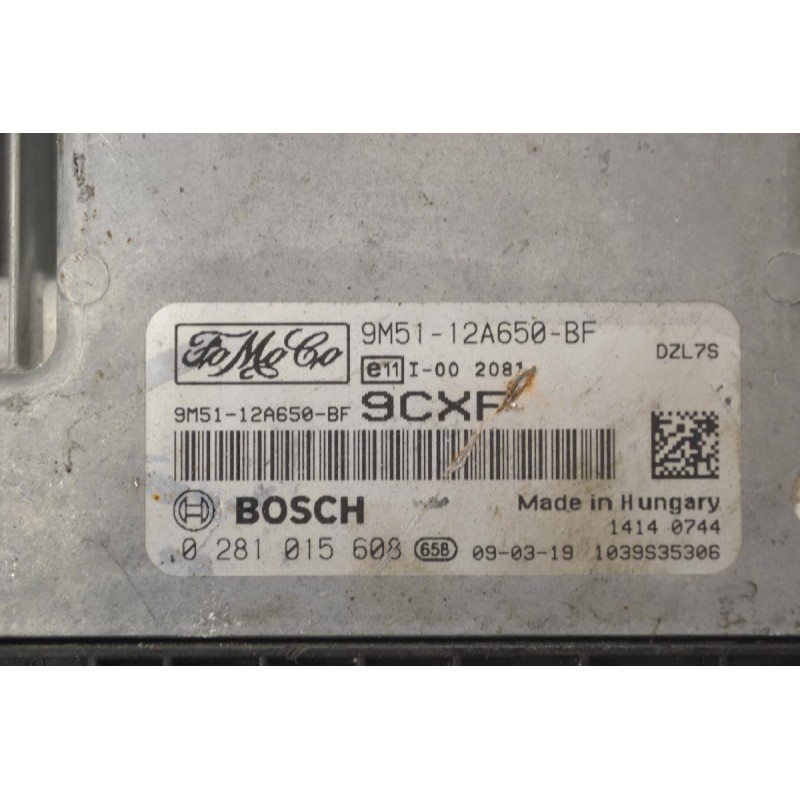 FoMoCo 9M51-12A650-BF
DZL7S
e11 I-00 2081
9M51-12A650-BF 9CXF
BOSCH
Made in Hungary
1414 0744
0 281 015 608 658 09-03-19 1039S35306